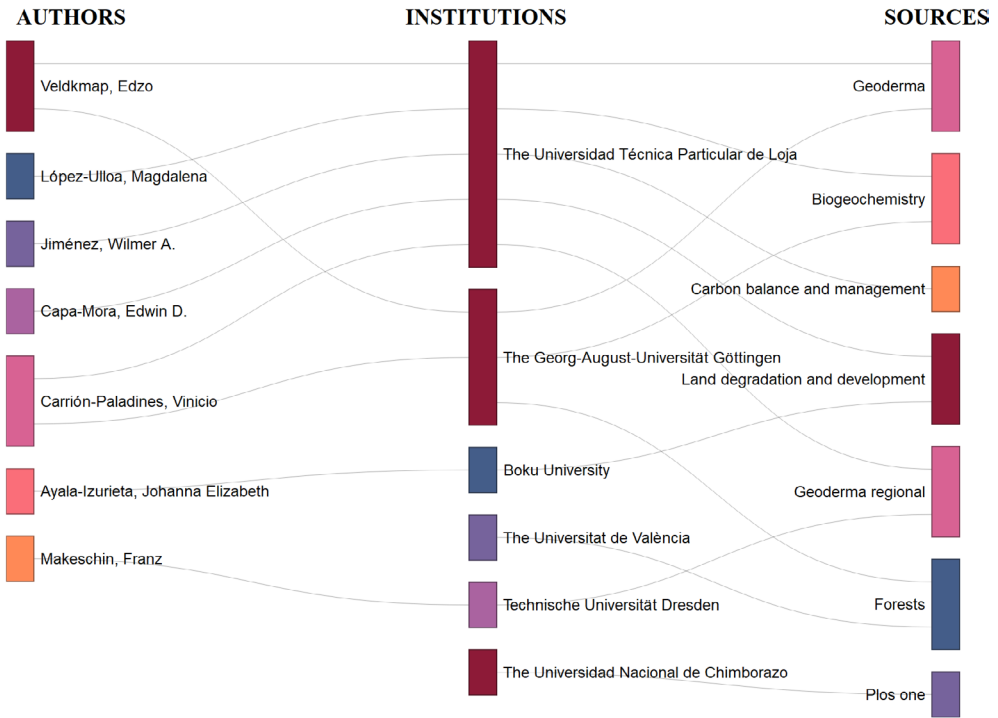 AUTHORS
INSTITUTIONS
SOURCES
Veldkmap, Edzo
López-Ulloa, Magdalena
Jiménez, Wilmer A.
Capa-Mora, Edwin D.
Carrión-Paladines, Vinicio
Ayala-Izurieta, Johanna Elizabeth
Makeschin, Franz
The Universidad Técnica Particular de Loja
The Georg-August-Universität Göttingen
Boku University
The Universitat de València
Technische Universität Dresden
The Universidad Nacional de Chimborazo
Geoderma
Biogeochemistry
Carbon balance and management
Land degradation and development
Geoderma regional
Forests
Plos one